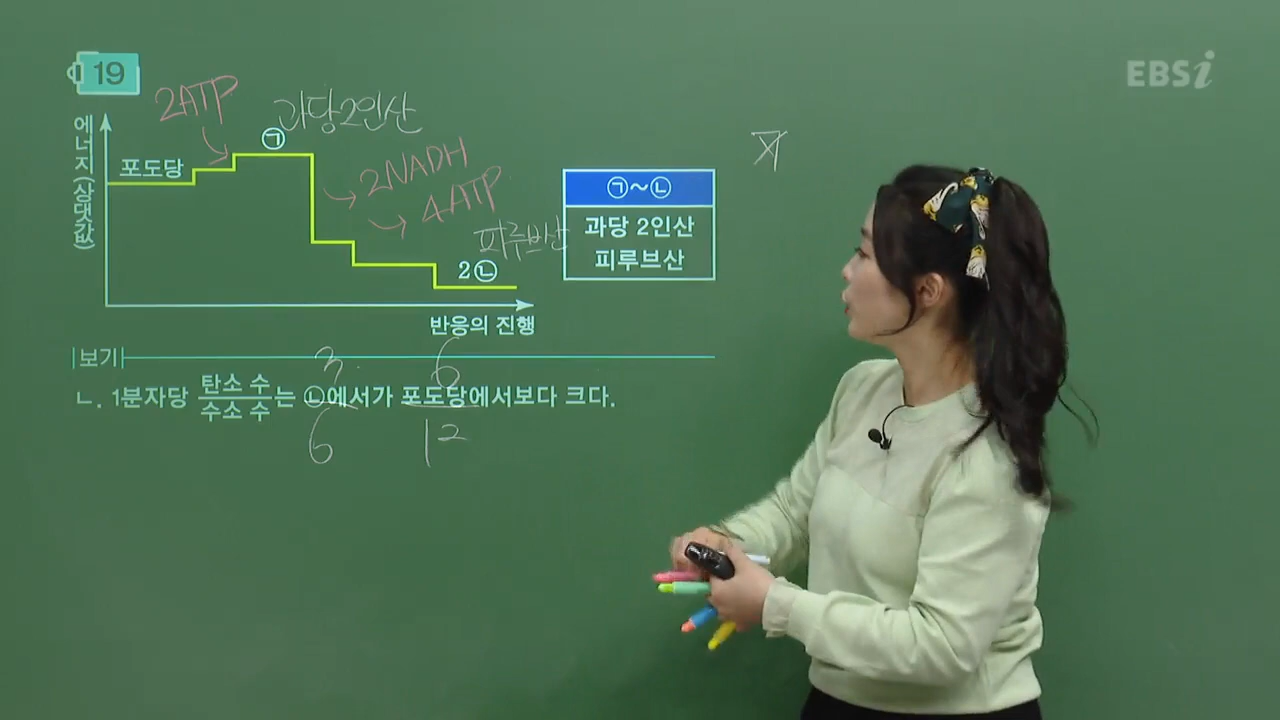 19
EBSi
2ATP
과당2인산
㉠
에너지(상댓값)
포도당
2NADH
4ATP
피루브산
2㉡
반응의 진행
㉠~㉡
과당 2인산
피루브산
보기
3 6
ㄴ. 1분자당 탄소 수/수소 수는 ㉡에서가 포도당에서보다 크다.
6 12